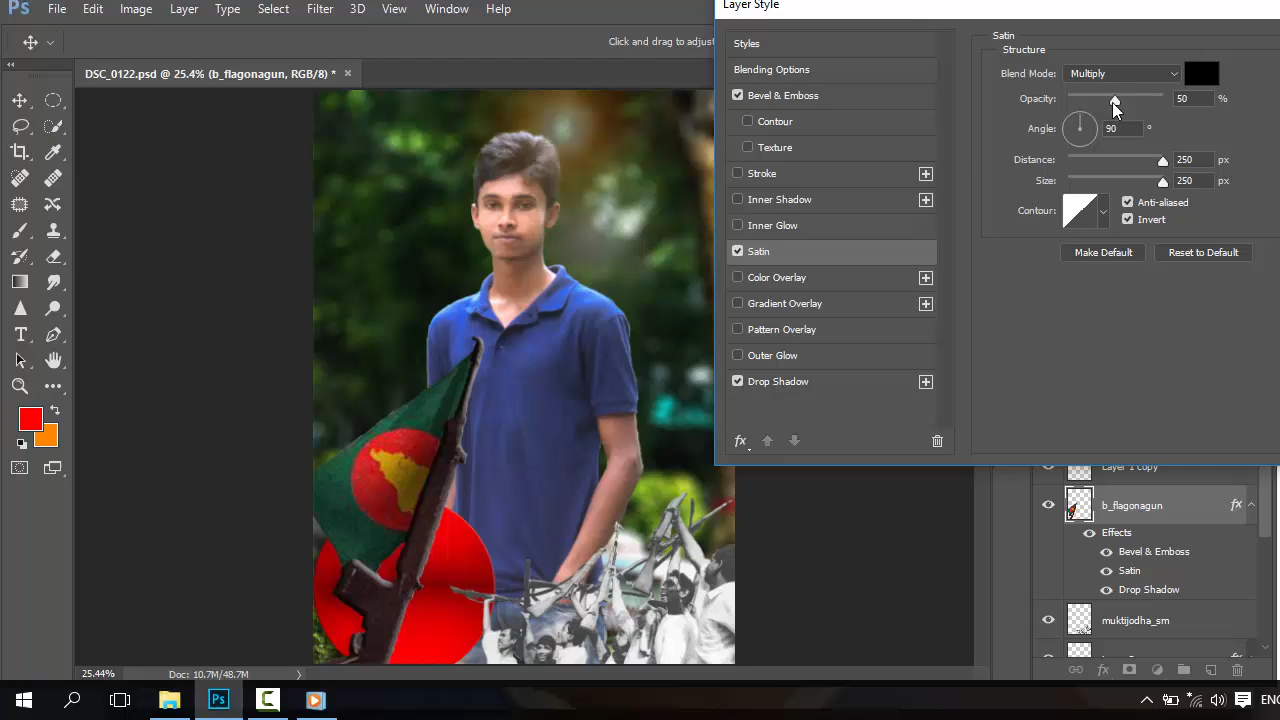 Ps File Edit Image Layer Type Select Filter 3D View Window Help
Layer Style
Click and drag to adjust
DSC_0122.psd @ 25.4% (b_flagonagun, RGB/8) * ×
Styles
Blending Options
Bevel & Emboss
Contour
Texture
Stroke
Inner Shadow
Inner Glow
Satin
Color Overlay
Gradient Overlay
Pattern Overlay
Outer Glow
Drop Shadow
fx
Satin
Structure
Blend Mode: Multiply
Opacity: 50 %
Angle: 90 °
Distance: 250 px
Size: 250 px
Contour: Anti-aliased
Invert
Make Default Reset to Default
Layer 1 copy
b_flagonagun fx
Effects
Bevel & Emboss
Satin
Drop Shadow
muktijodha_sm
fx
25.44% Doc: 10.7M/48.7M
Ps C ENG